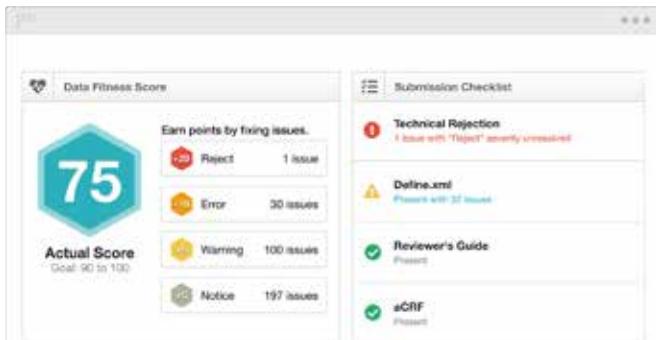 Data Fitness Score
75
Actual Score
Goal: 90 to 100
Earn points by fixing issues.
Reject 1 issue
Error 30 issues
Warning 100 issues
Notice 197 issues
Submission Checklist
Technical Rejection
1 issue with "Reject" severity unresolved
Define.xml
Present with 37 issues
Reviewer's Guide
Present
aCRF
Present